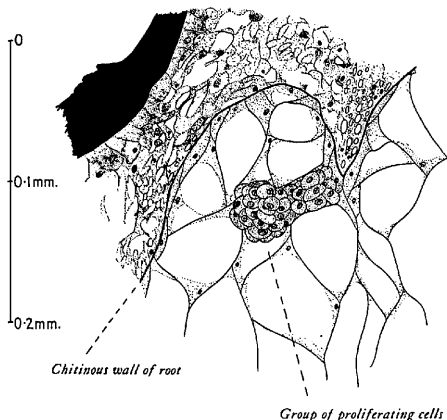 0
0·1mm.
0·2mm.
Chitinous wall of root
Group of proliferating cells